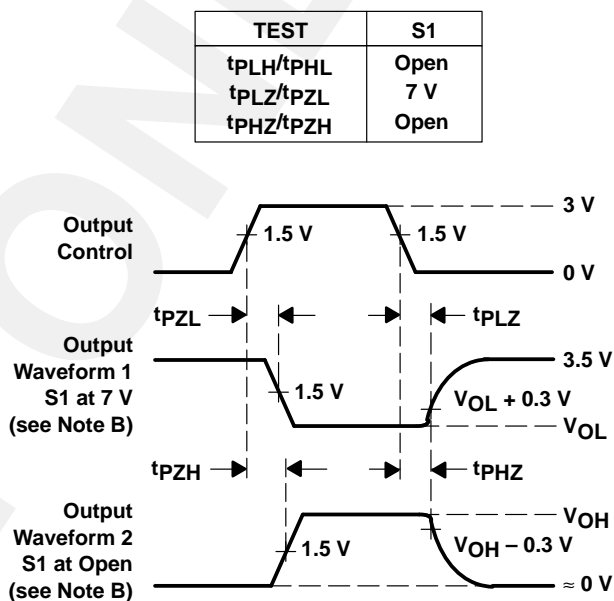 TEST S1
tPLH/tPHL Open
tPLZ/tPZL 7 V
tPHZ/tPZH Open
Output
Control
1.5 V
1.5 V
3 V
0 V
tPZL
tPLZ
Output
Waveform 1
S1 at 7 V
(see Note B)
1.5 V
3.5 V
VOL + 0.3 V
VOL
tPZH
tPHZ
Output
Waveform 2
S1 at Open
(see Note B)
1.5 V
VOH
VOH – 0.3 V
≈ 0 V